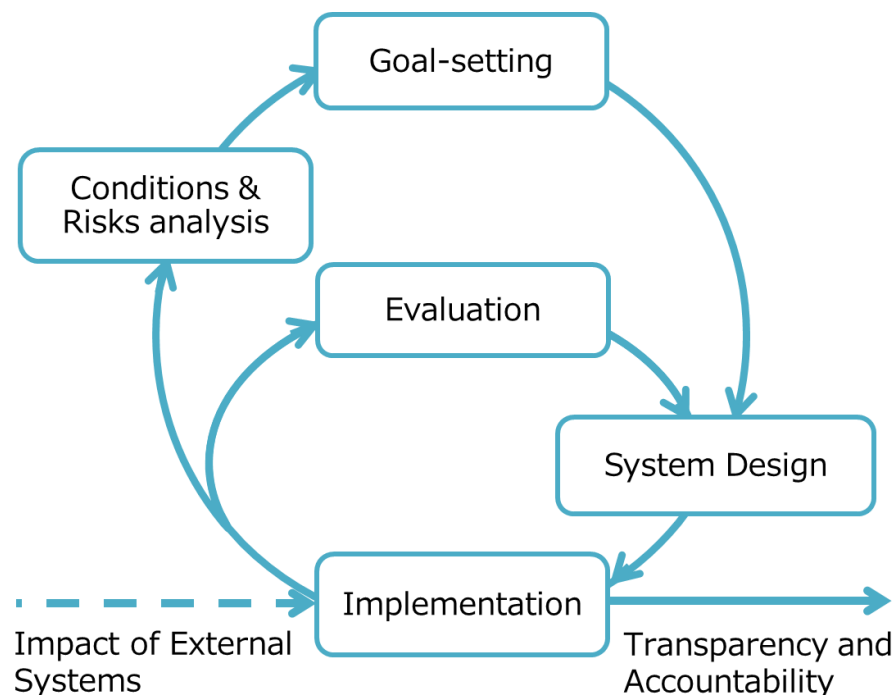 Goal-setting
Conditions &
Risks analysis
Evaluation
System Design
Implementation
Impact of External
Systems
Transparency and
Accountability